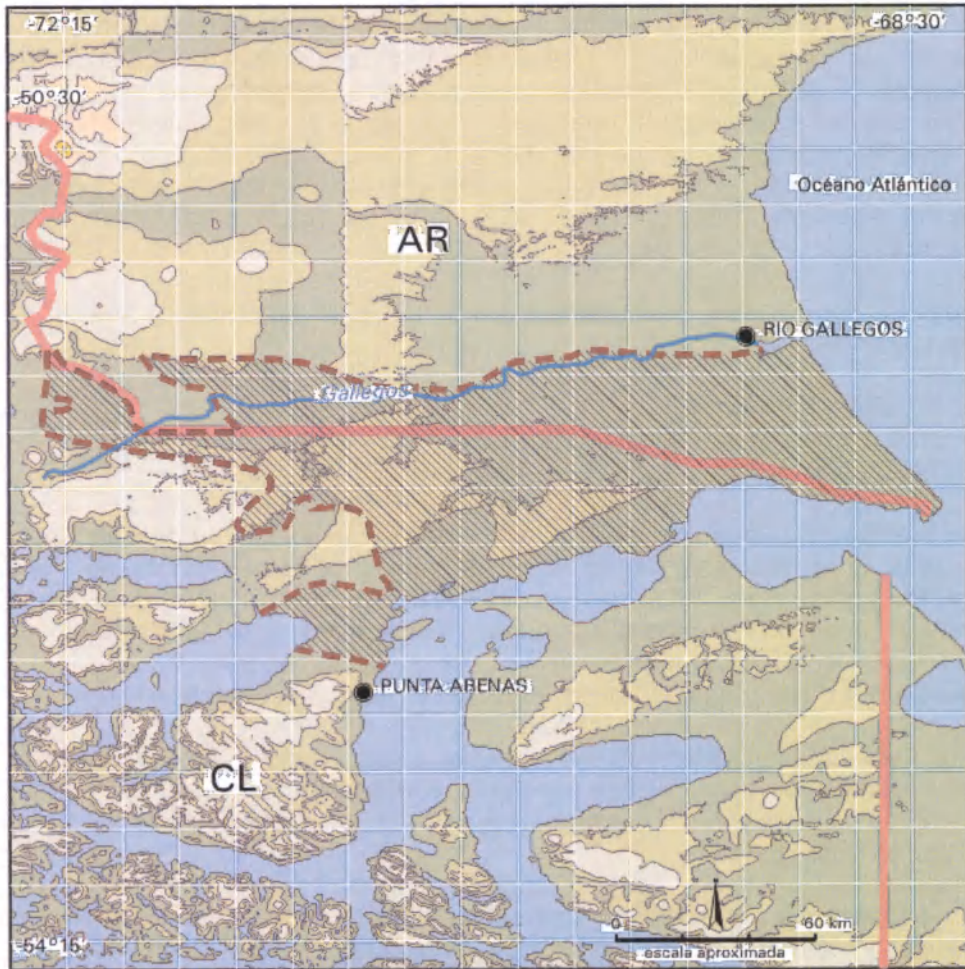 -72°15'
-68°30'
-50°30'
Océano Atlántico
AR
RIO GALLEGOS
Gallegos
PUNTA ARENAS
CL
0 60 km
escala aproximada
-54°15'